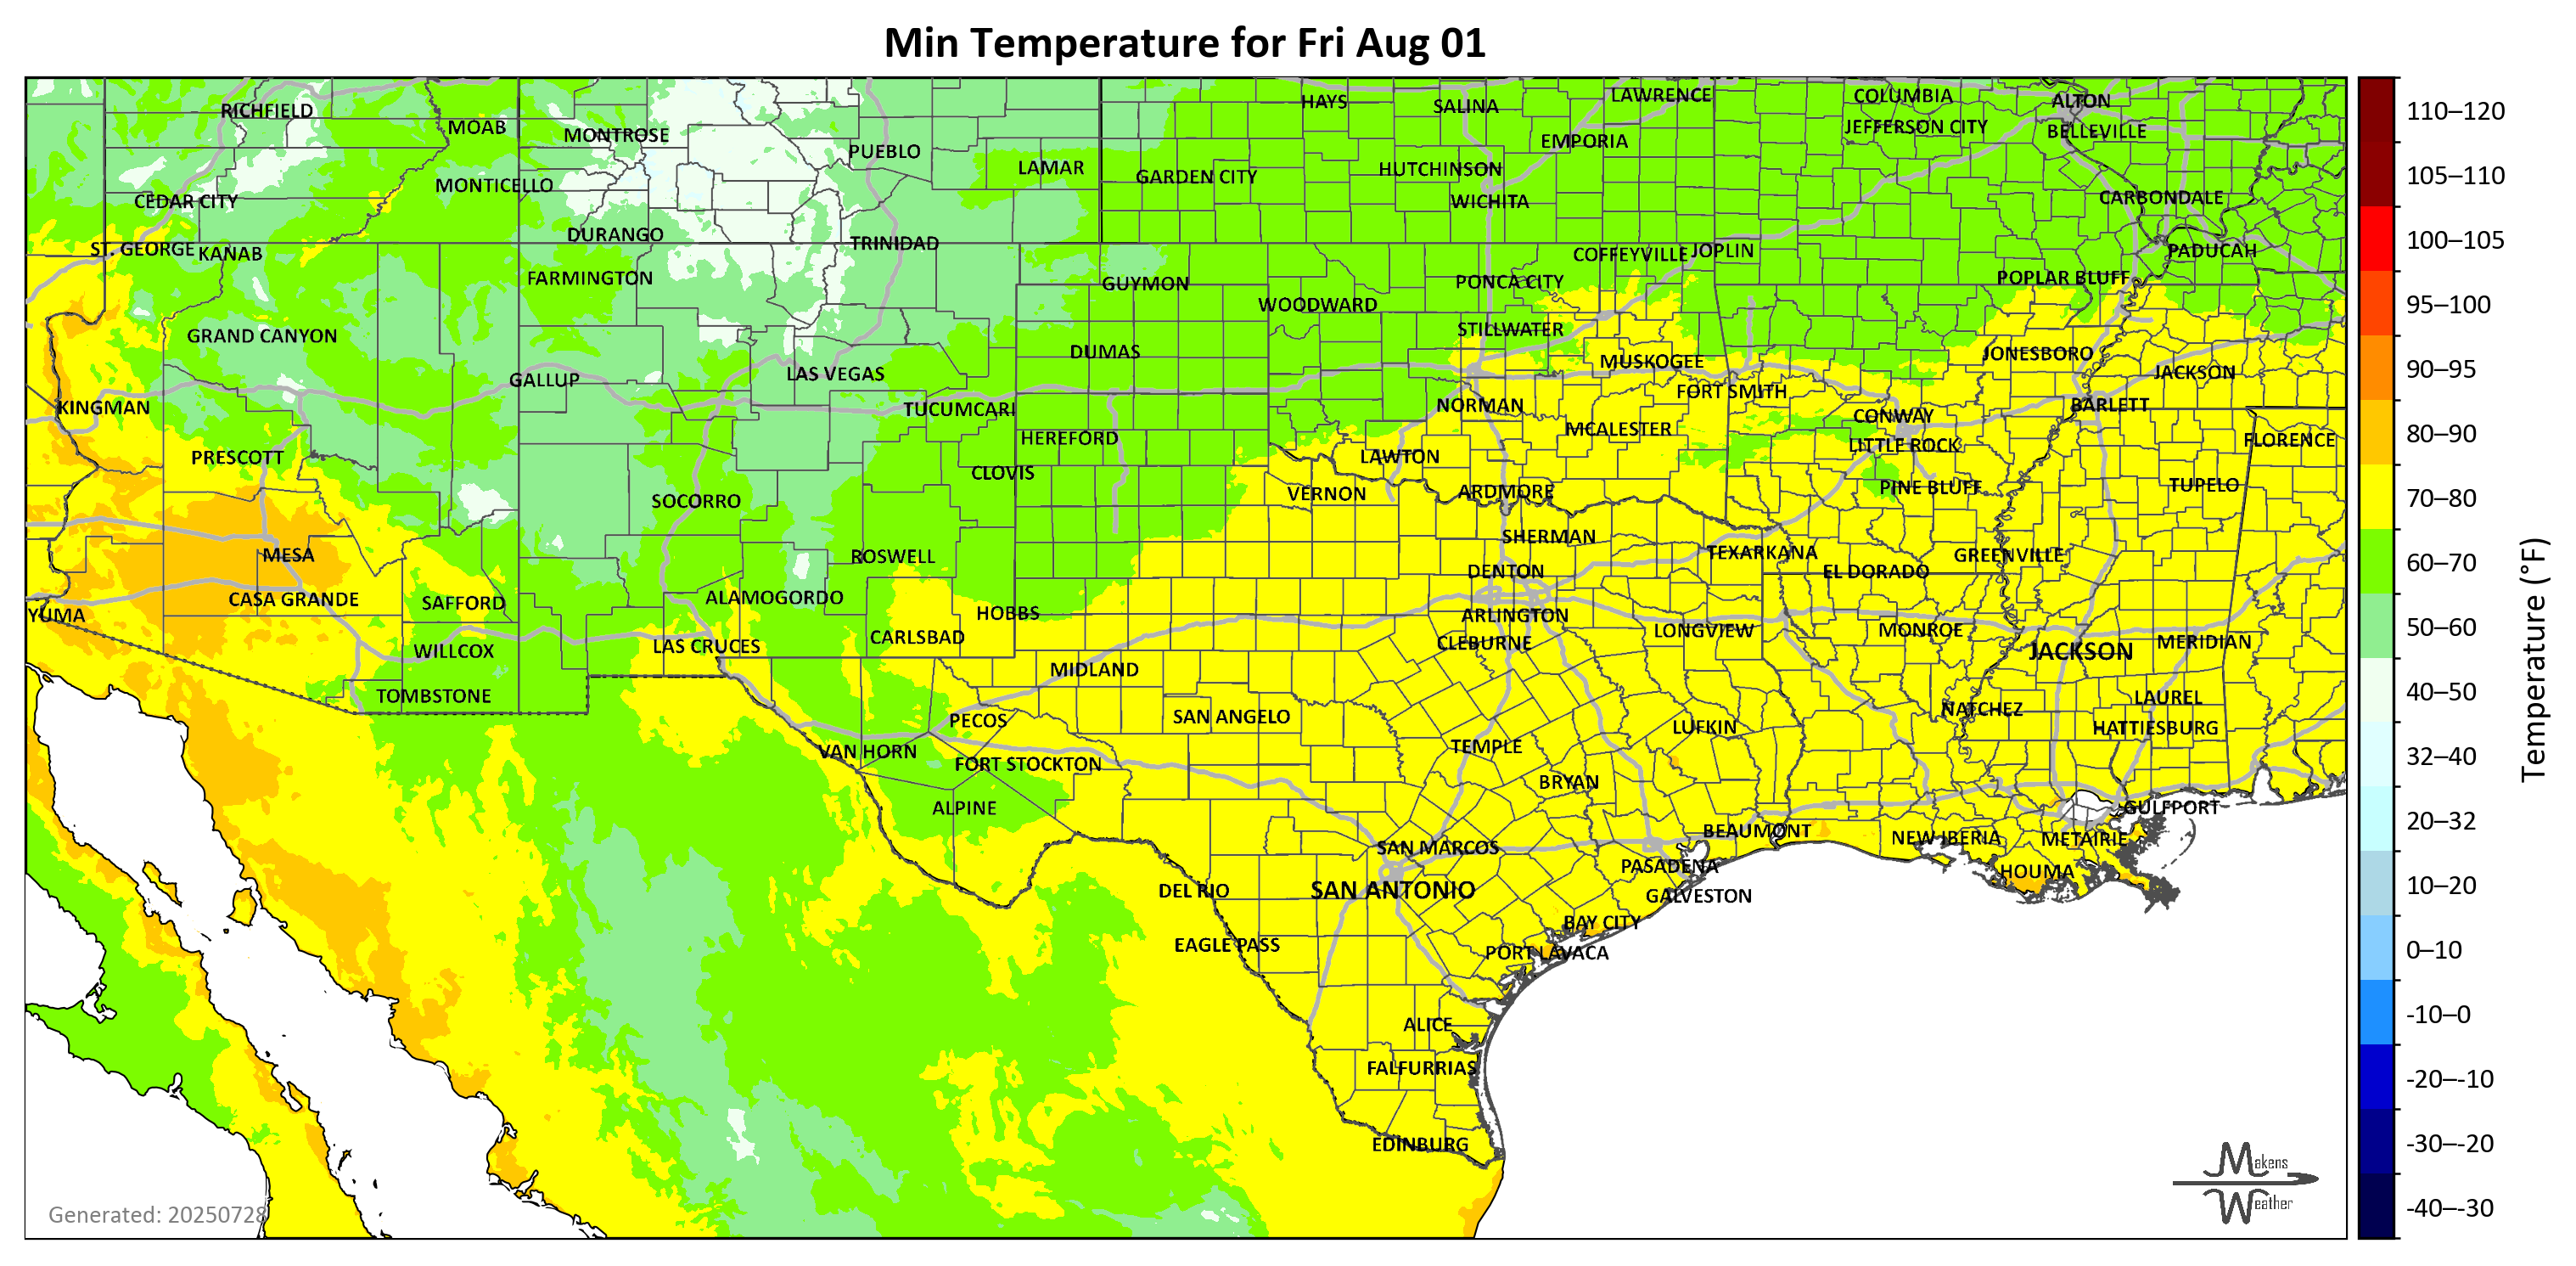 Min Temperature for Fri Aug 01
RICHFIELD
MOAB
MONTROSE
PUEBLO
LAMAR
HAYS
SALINA
LAWRENCE
COLUMBIA
ALTON
JEFFERSON CITY
BELLEVILLE
EMPORIA
HUTCHINSON
GARDEN CITY
MONTICELLO
CEDAR CITY
WICHITA
CARBONDALE
DURANGO
TRINIDAD
ST. GEORGE
KANAB
COFFEYVILLE
JOPLIN
PADUCAH
FARMINGTON
GUYMON
PONCA CITY
POPLAR BLUFF
WOODWARD
GRAND CANYON
STILLWATER
DUMAS
MUSKOGEE
JONESBORO
GALLUP
LAS VEGAS
JACKSON
FORT SMITH
KINGMAN
TUCUMCARI
NORMAN
CONWAY
BARLETT
HEREFORD
MCALESTER
LITTLE ROCK
FLORENCE
PRESCOTT
CLOVIS
LAWTON
SOCORRO
VERNON
ARDMORE
PINE BLUFF
TUPELO
MESA
ROSWELL
SHERMAN
TEXARKANA
GREENVILLE
DENTON
EL DORADO
YUMA
CASA GRANDE
SAFFORD
ALAMOGORDO
HOBBS
ARLINGTON
CARLSBAD
CLEBURNE
LONGVIEW
MONROE
JACKSON
MERIDIAN
WILLCOX
LAS CRUCES
MIDLAND
TOMBSTONE
LAUREL
NATCHEZ
PECOS
SAN ANGELO
LUFKIN
HATTIESBURG
VAN HORN
FORT STOCKTON
TEMPLE
BRYAN
ALPINE
GULFPORT
BEAUMONT
NEW IBERIA
METAIRIE
SAN MARCOS
PASADENA
HOUMA
DEL RIO
SAN ANTONIO
GALVESTON
BAY CITY
EAGLE PASS
PORT LAVACA
ALICE
FALFURRIAS
EDINBURG
Generated: 20250728
Makens
Weather
110–120
105–110
100–105
95–100
90–95
80–90
70–80
60–70
50–60
40–50
32–40
20–32
10–20
0–10
-10–0
-20–-10
-30–-20
-40–-30
Temperature (°F)